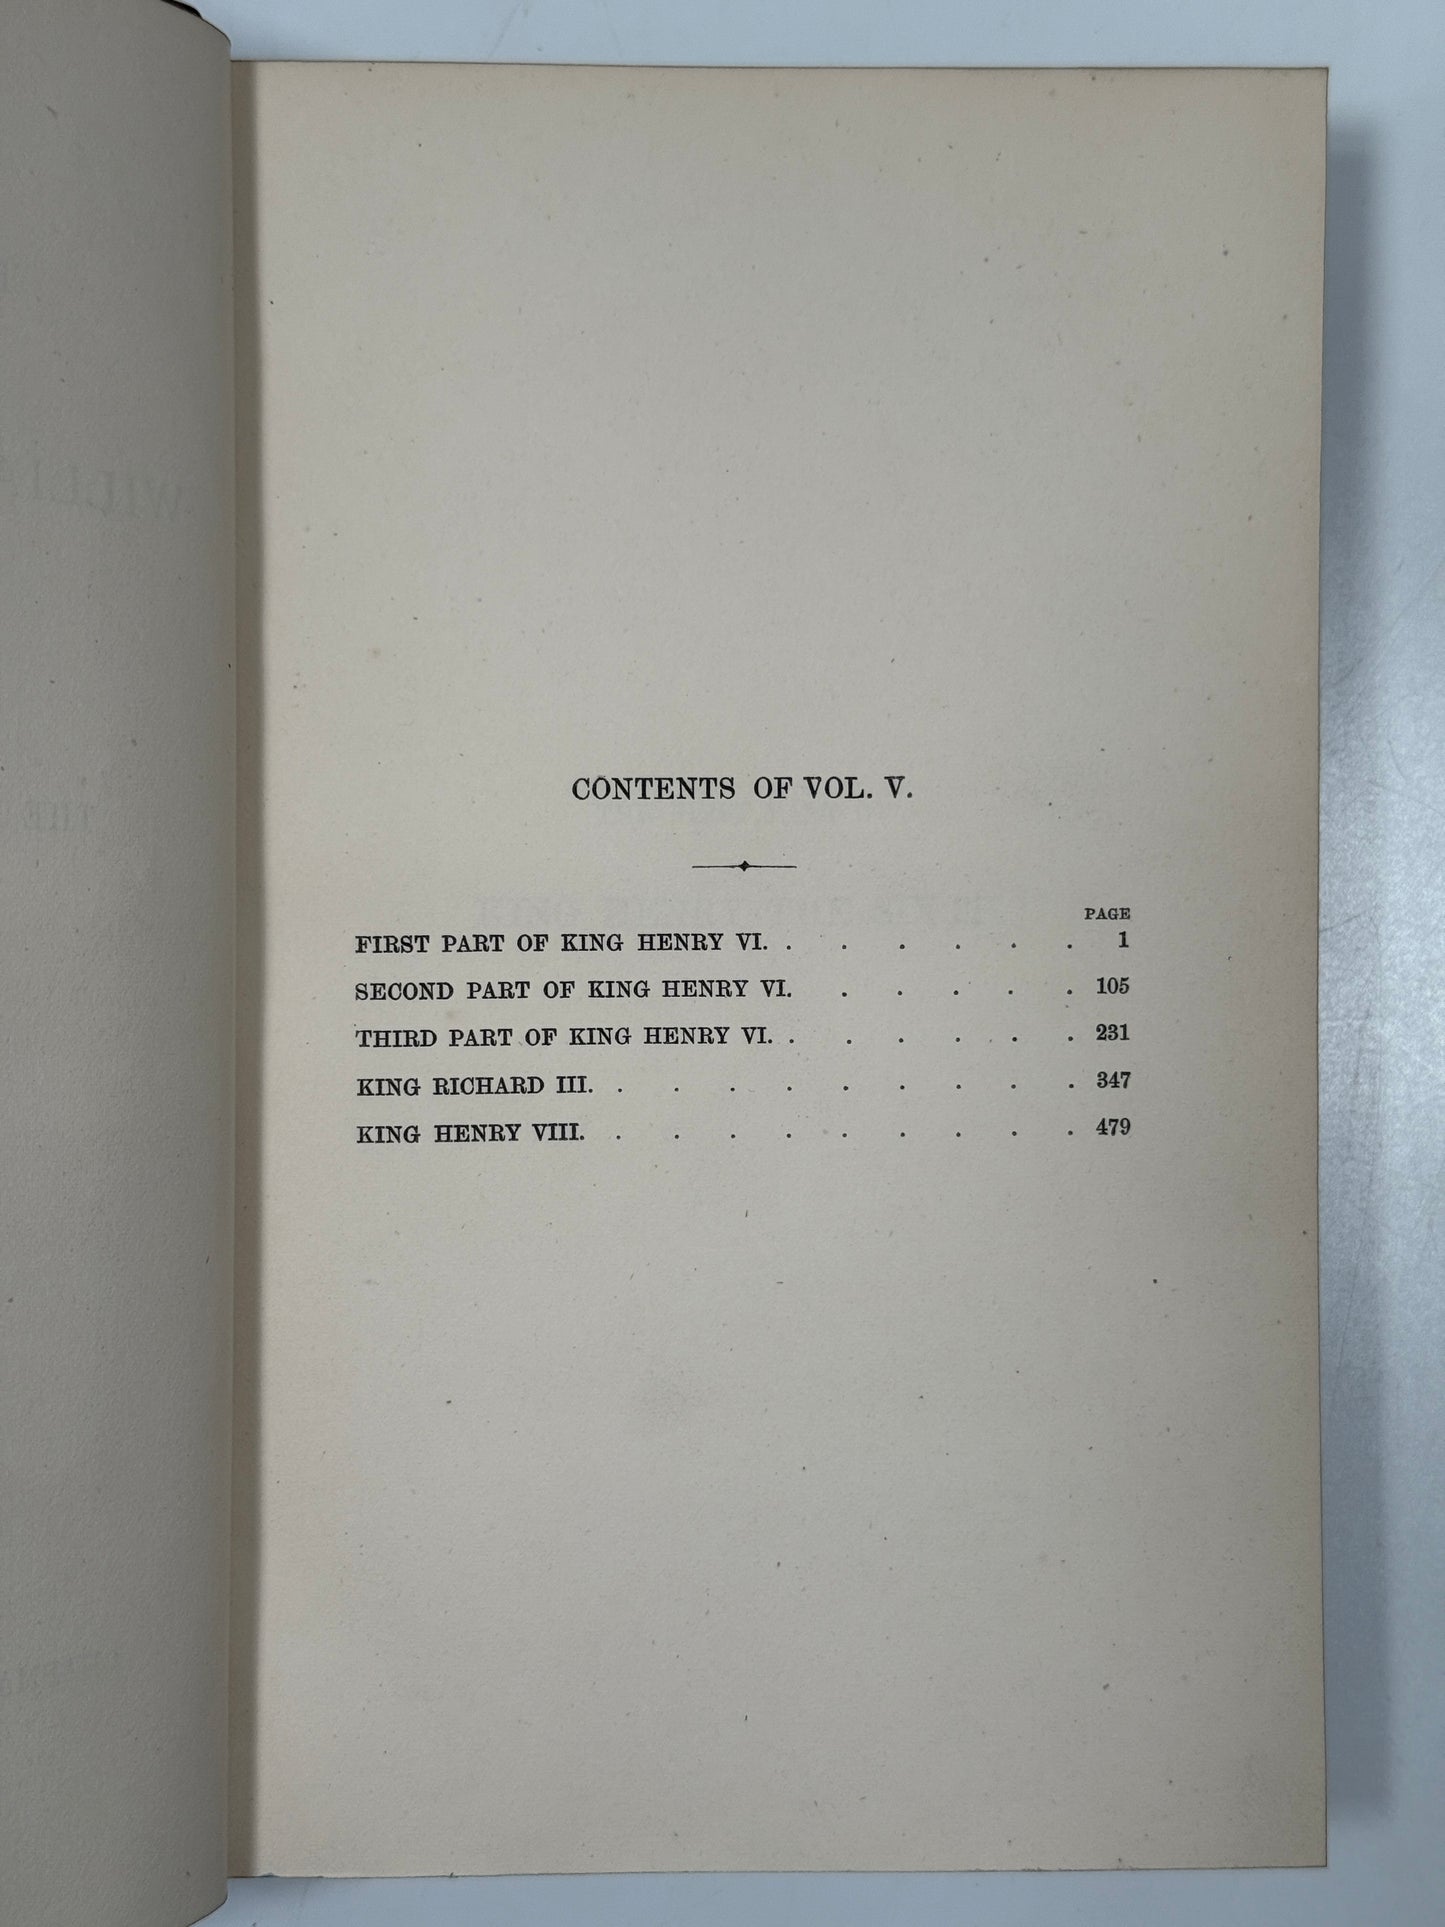 CONTENTS OF VOL. V.
PAGE
FIRST PART OF KING HENRY VI. . . . . . . 1
SECOND PART OF KING HENRY VI. . . . . . 105
THIRD PART OF KING HENRY VI. . . . . . . 231
KING RICHARD III. . . . . . . . . . 347
KING HENRY VIII. . . . . . . . . . 479